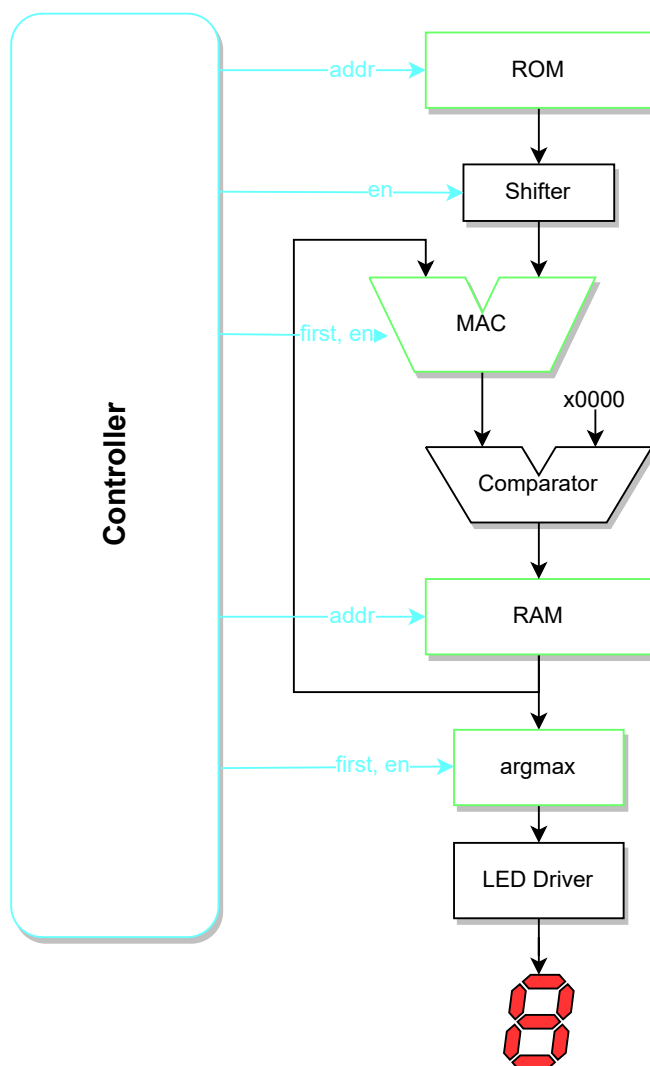 addr
ROM
en
Shifter
first, en
MAC
x0000
Comparator
Controller
addr
RAM
first, en
argmax
LED Driver